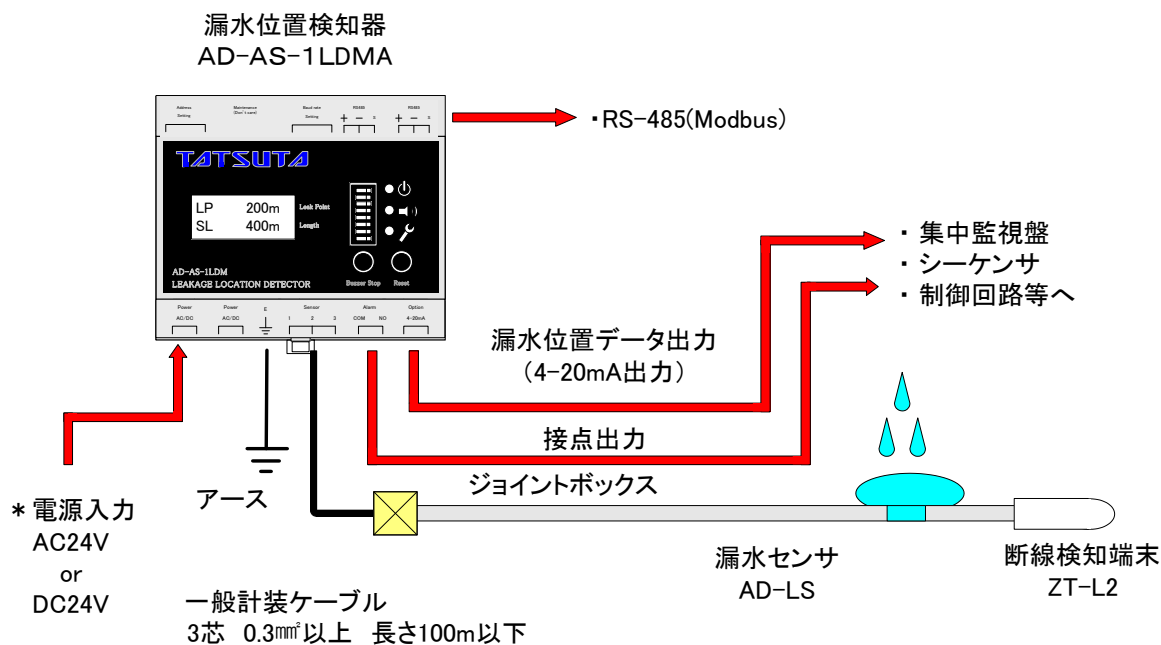 漏水位置検知器
AD-AS-1LDMA
Address Maintenance Baud rate RS485 RS485
Setting (Don't care) Setting + - S + - S
・RS-485(Modbus)
TATSUTA
LP 200m Leak Point
SL 400m Length
AD-AS-1LDM
LEAKAGE LOCATION DETECTOR Buzzer Stop Reset
Power Power E Sensor Alarm Option
AC/DC AC/DC 1 2 3 COM NO 4-20mA
・ 集中監視盤
・ シーケンサ
・ 制御回路等へ
漏水位置データ出力
（4-20mA出力）
接点出力
ジョイントボックス
アース
＊電源入力
AC24V
or
DC24V
漏水センサ
AD-LS
断線検知端末
ZT-L2
一般計装ケーブル
3芯 0.3㎟以上 長さ100m以下